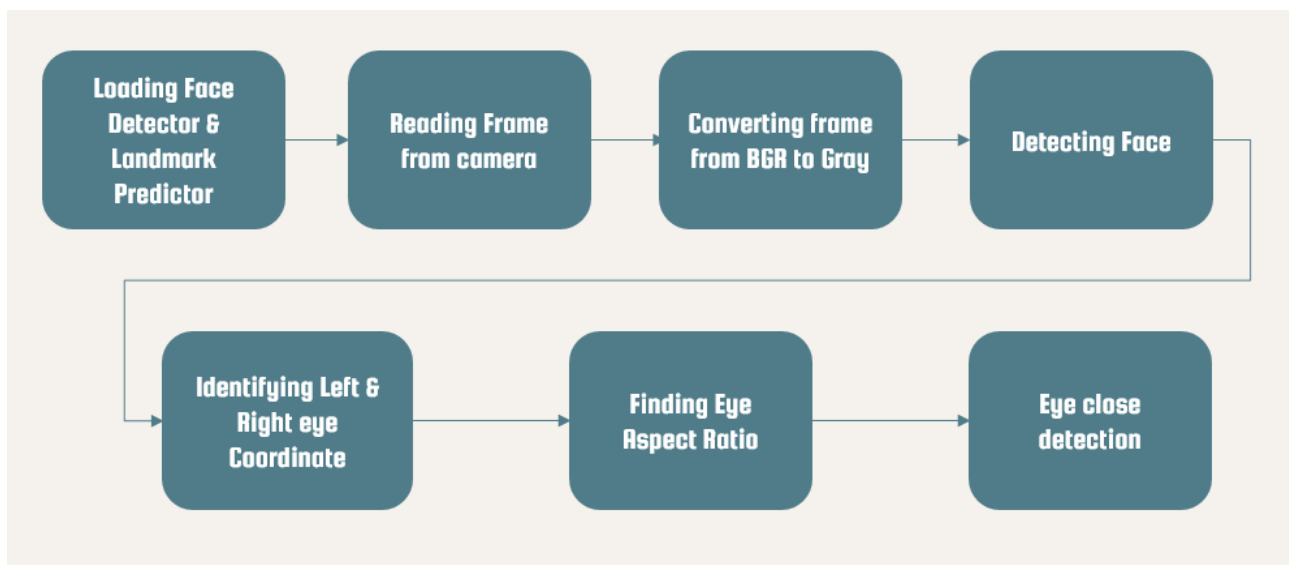 Loading Face
Detector &
Landmark
Predictor
Reading Frame
from camera
Converting frame
from BGR to Gray
Detecting Face
Identifying Left &
Right eye
Coordinate
Finding Eye
Aspect Ratio
Eye close
detection